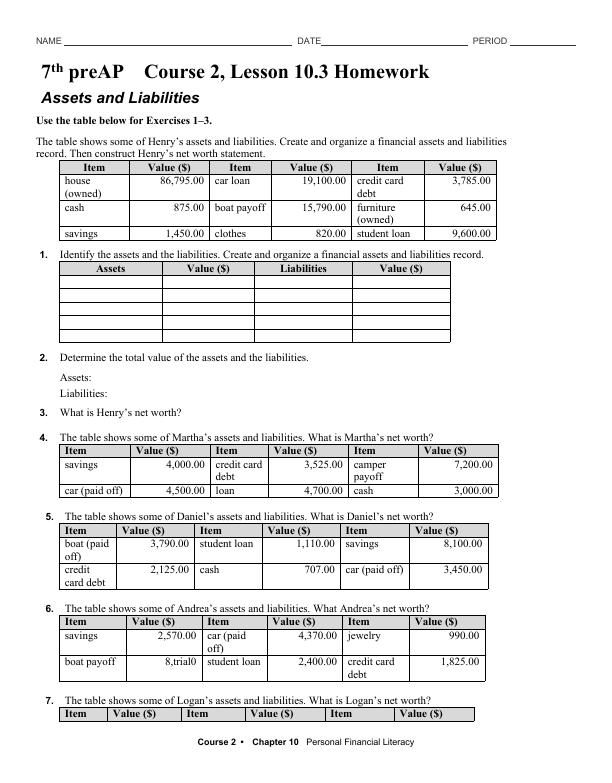 NAME DATE PERIOD
7th preAP Course 2, Lesson 10.3 Homework
Assets and Liabilities
Use the table below for Exercises 1–3.
The table shows some of Henry's assets and liabilities. Create and organize a financial assets and liabilities
record. Then construct Henry's net worth statement.
Item Value ($) Item Value ($) Item Value ($)
house (owned) 86,795.00 car loan 19,100.00 credit card debt 3,785.00
cash 875.00 boat payoff 15,790.00 furniture (owned) 645.00
savings 1,450.00 clothes 820.00 student loan 9,600.00
1. Identify the assets and the liabilities. Create and organize a financial assets and liabilities record.
Assets Value ($) Liabilities Value ($)
2. Determine the total value of the assets and the liabilities.
Assets:
Liabilities:
3. What is Henry's net worth?
4. The table shows some of Martha's assets and liabilities. What is Martha's net worth?
Item Value ($) Item Value ($) Item Value ($)
savings 4,000.00 credit card debt 3,525.00 camper payoff 7,200.00
car (paid off) 4,500.00 loan 4,700.00 cash 3,000.00
5. The table shows some of Daniel's assets and liabilities. What is Daniel's net worth?
Item Value ($) Item Value ($) Item Value ($)
boat (paid off) 3,790.00 student loan 1,110.00 savings 8,100.00
credit card debt 2,125.00 cash 707.00 car (paid off) 3,450.00
6. The table shows some of Andrea's assets and liabilities. What Andrea's net worth?
Item Value ($) Item Value ($) Item Value ($)
savings 2,570.00 car (paid off) 4,370.00 jewelry 990.00
boat payoff 8,trial0 student loan 2,400.00 credit card debt 1,825.00
7. The table shows some of Logan's assets and liabilities. What is Logan's net worth?
Item Value ($) Item Value ($) Item Value ($)
Course 2 • Chapter 10 Personal Financial Literacy